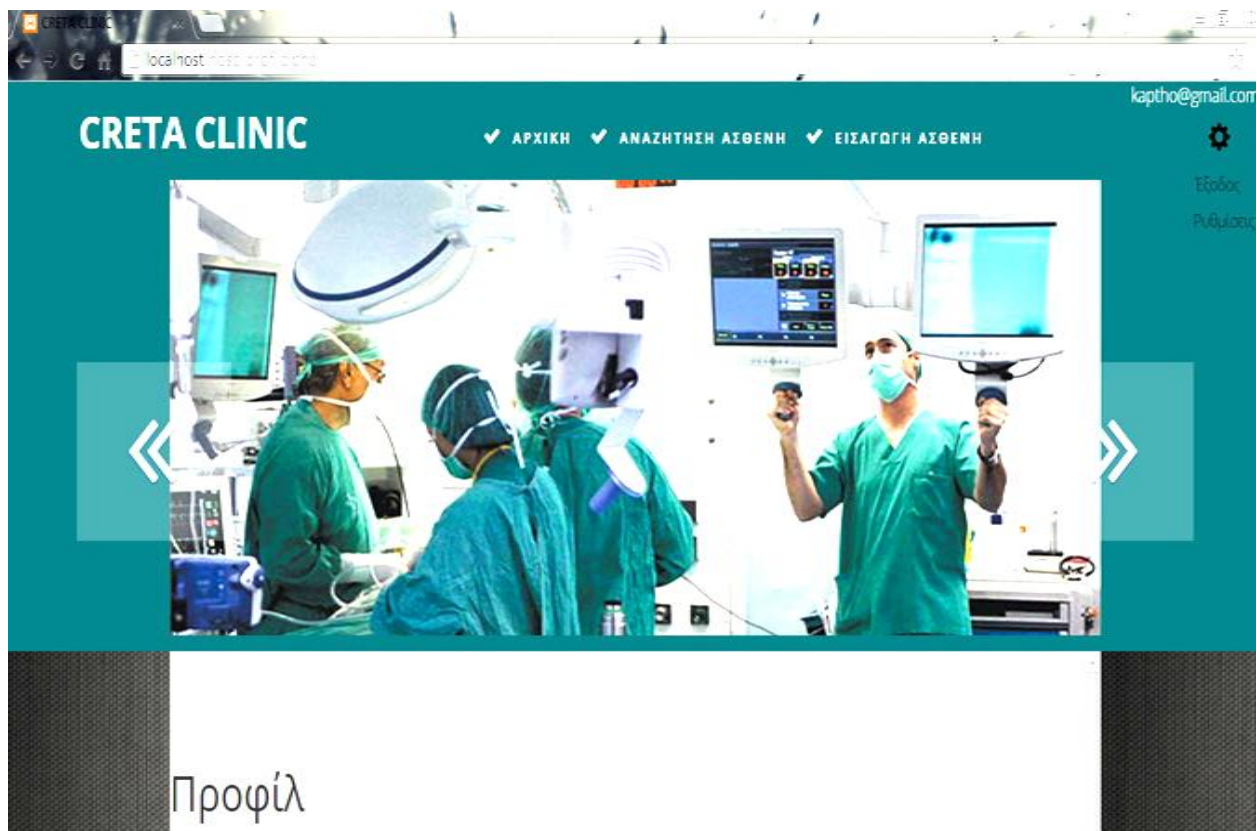 CRETA CLINIC
localhost
kaptho@gmail.com
CRETA CLINIC
ΑΡΧΙΚΗ ΑΝΑΖΗΤΗΣΗ ΑΣΘΕΝΗ ΕΙΣΑΓΩΓΗ ΑΣΘΕΝΗ
Έξοδος
Ρυθμίσεις
Προφίλ